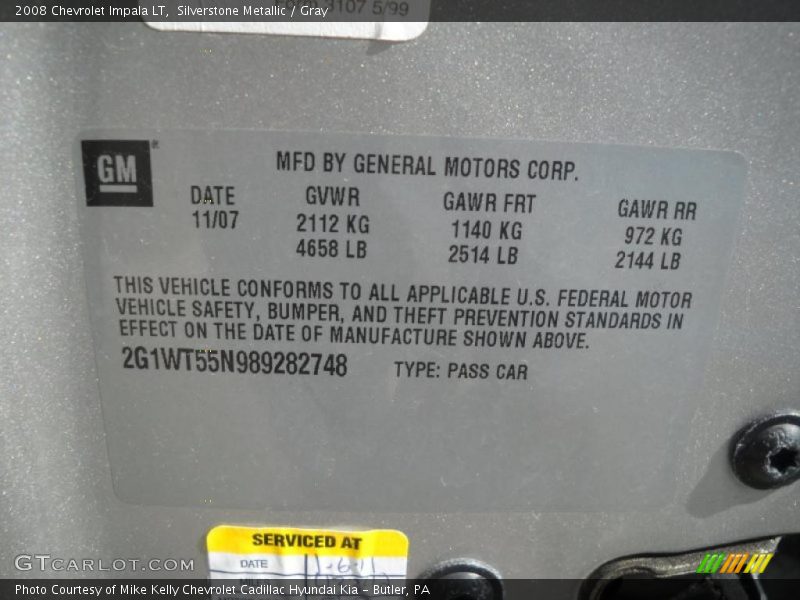 2008 Chevrolet Impala LT, Silverstone Metallic / Gray
3107 5/99
GM
MFD BY GENERAL MOTORS CORP.
DATE GVWR GAWR FRT GAWR RR
11/07 2112 KG 1140 KG 972 KG
4658 LB 2514 LB 2144 LB
THIS VEHICLE CONFORMS TO ALL APPLICABLE U.S. FEDERAL MOTOR
VEHICLE SAFETY, BUMPER, AND THEFT PREVENTION STANDARDS IN
EFFECT ON THE DATE OF MANUFACTURE SHOWN ABOVE.
2G1WT55N989282748 TYPE: PASS CAR
SERVICED AT
DATE 1-6-11
GTCARLOT.COM
Photo Courtesy of Mike Kelly Chevrolet Cadillac Hyundai Kia – Butler, PA